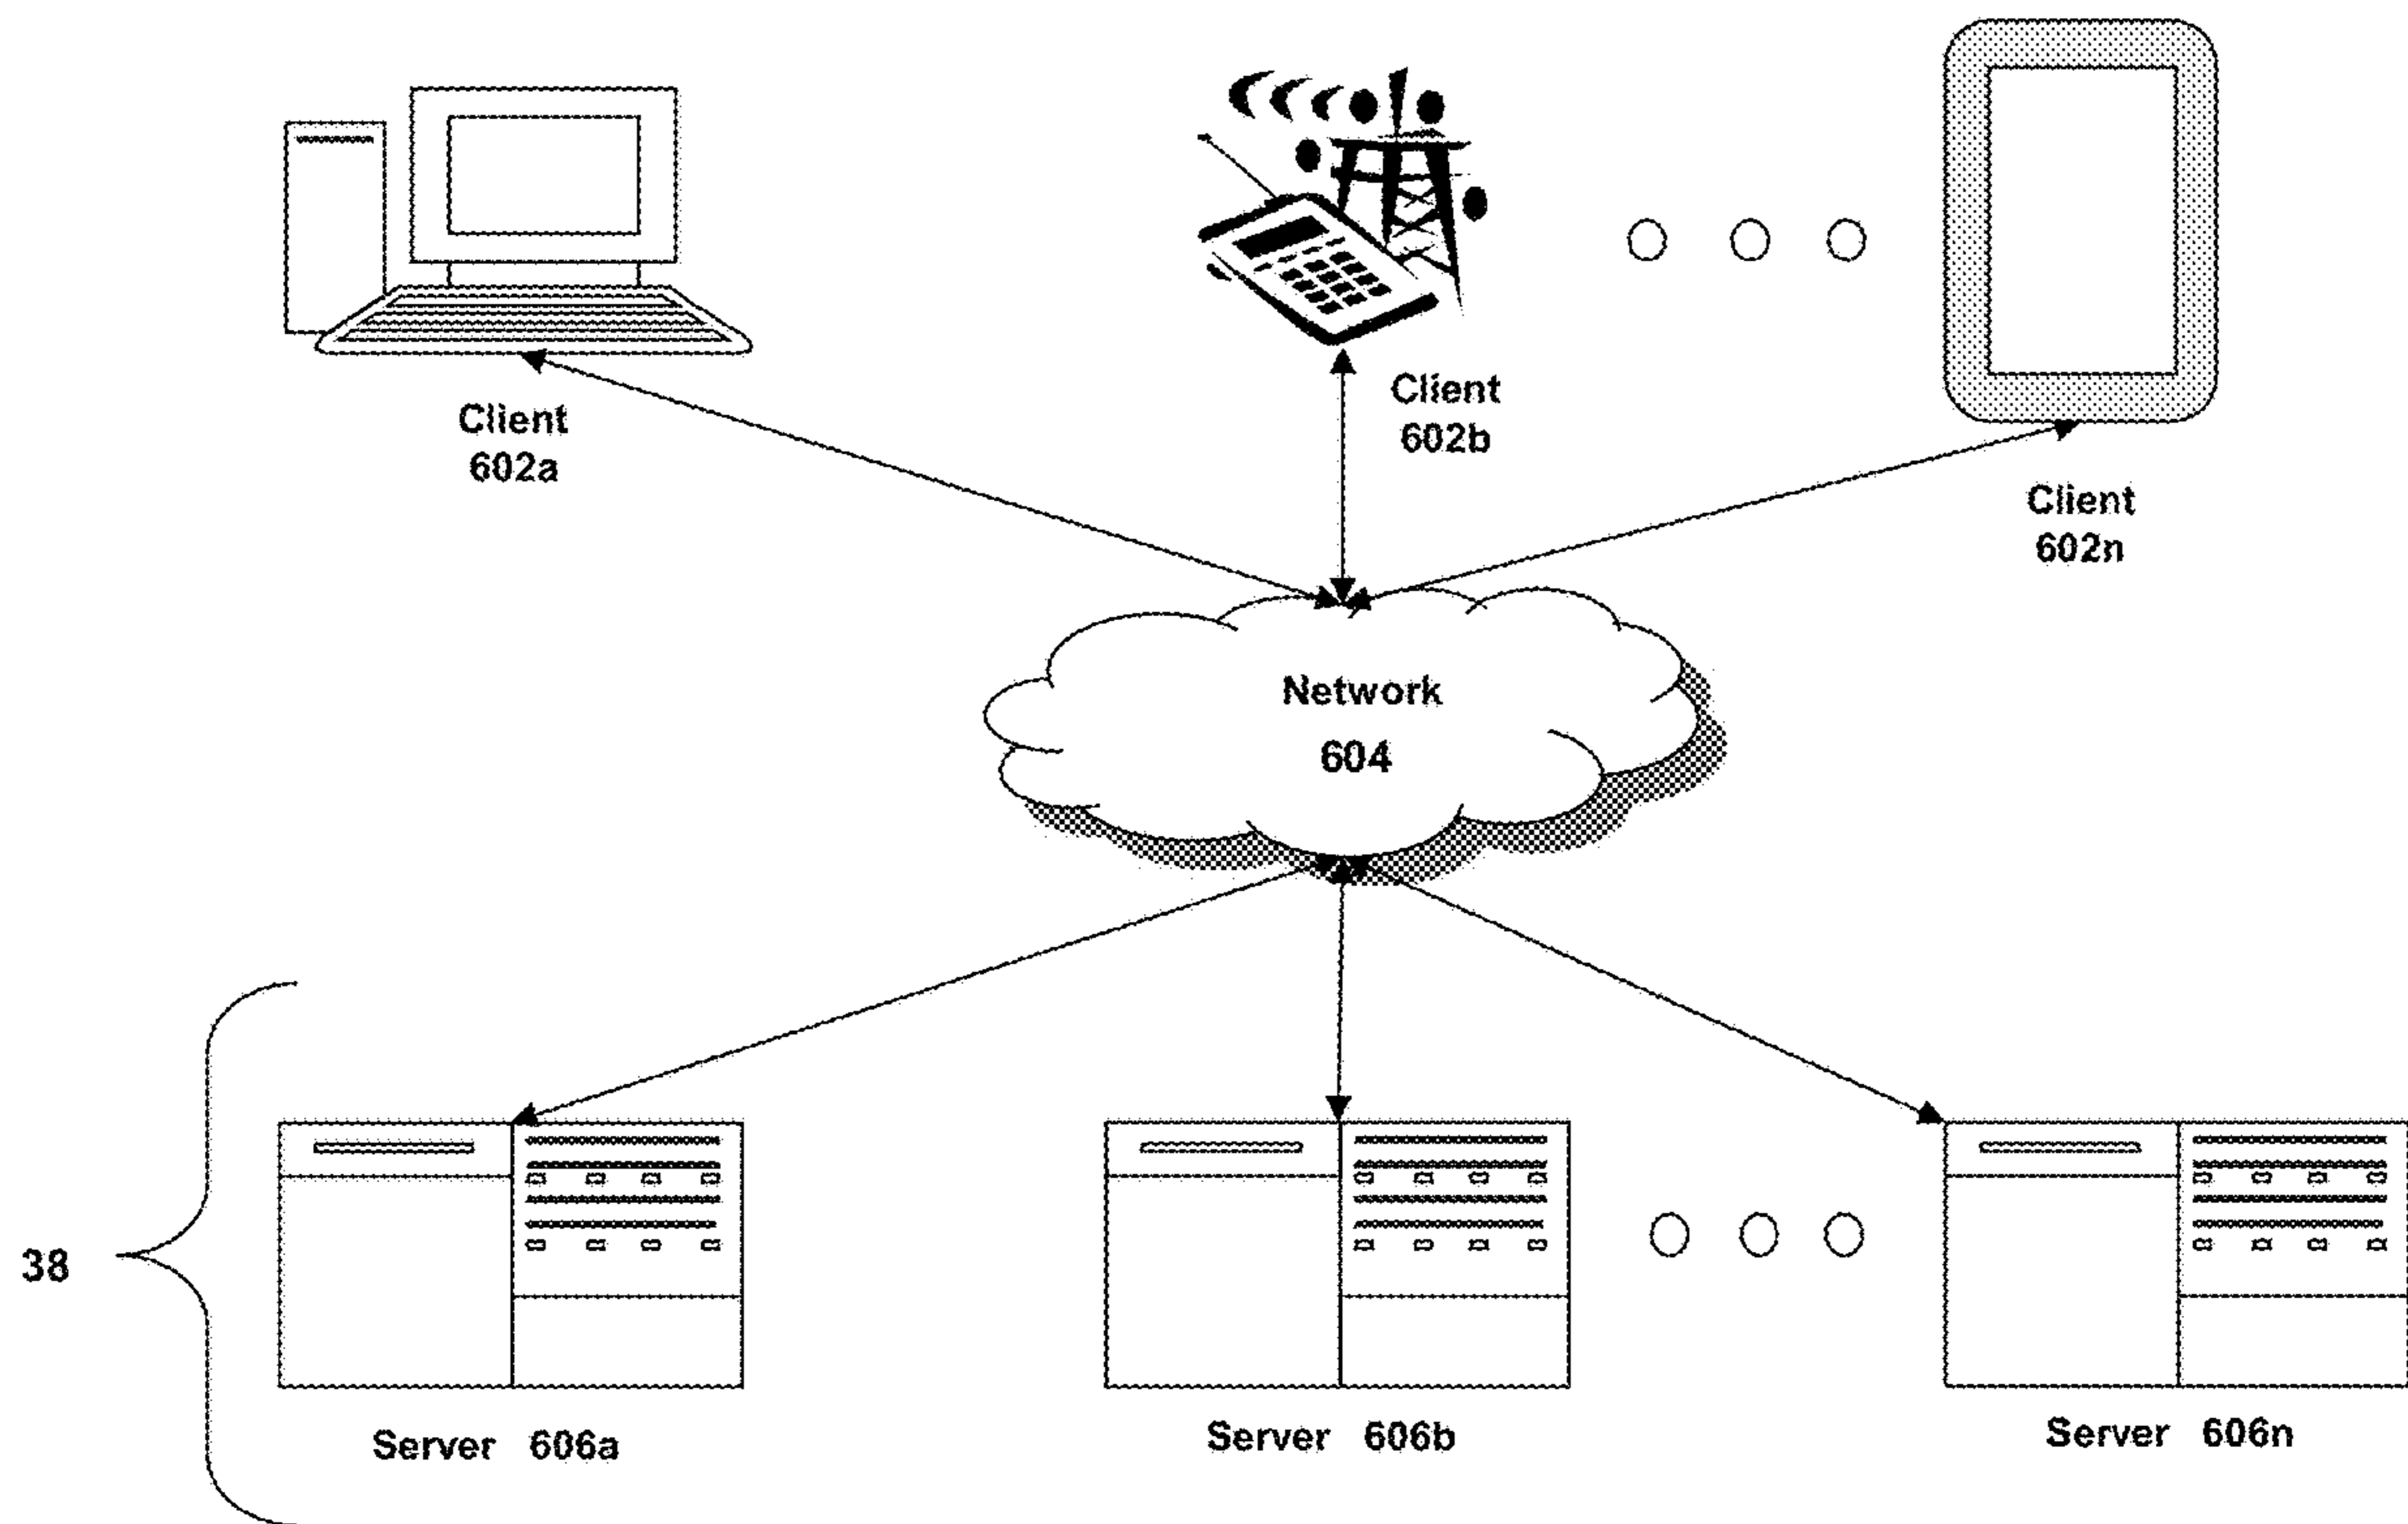 Client
602a
Client
602b
Client
602n
Network
604
38
Server 606a
Server 606b
Server 606n